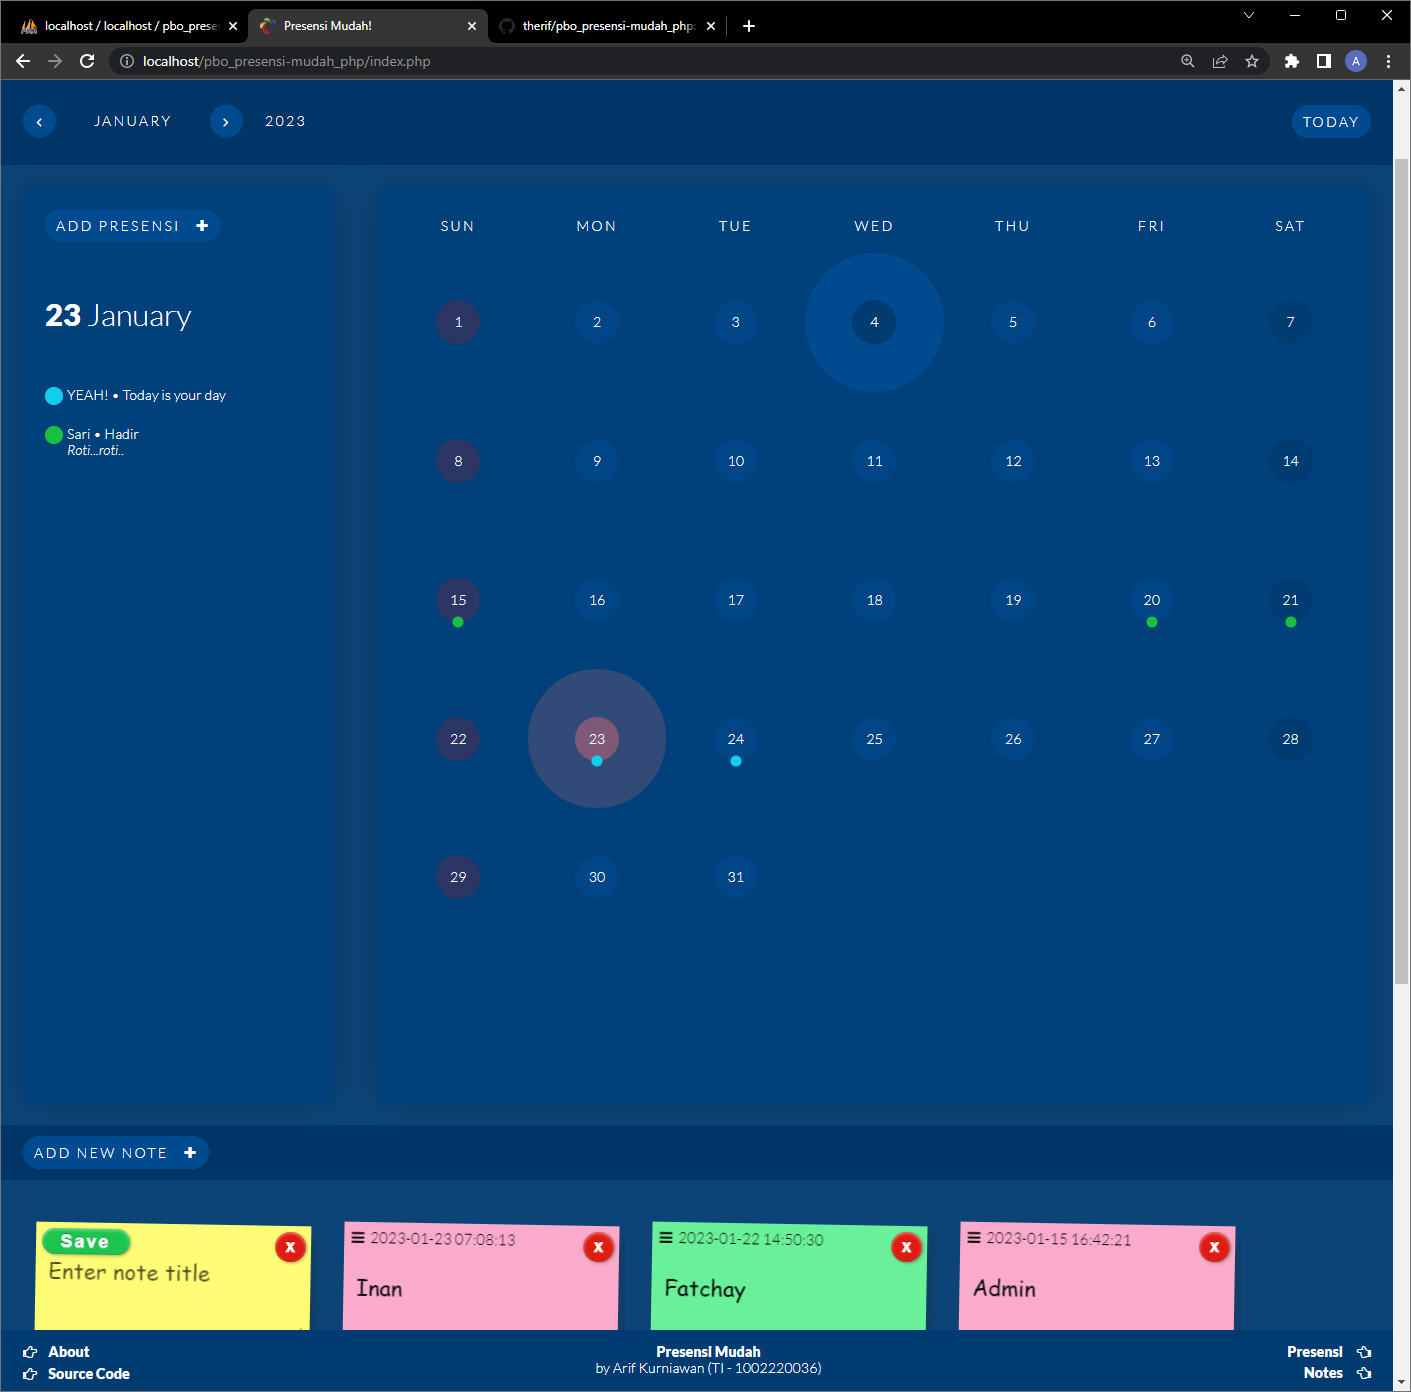 localhost / localhost / pbo_prese
Presensi Mudah!
therif/pbo_presensi-mudah_php:
localhost/pbo_presensi-mudah_php/index.php
A
JANUARY
2023
TODAY
ADD PRESENSI
23 January
YEAH! • Today is your day
Sari • Hadir
Roti...roti..
SUN MON TUE WED THU FRI SAT
1 2 3 4 5 6 7
8 9 10 11 12 13 14
15 16 17 18 19 20 21
22 23 24 25 26 27 28
29 30 31
ADD NEW NOTE
Save
X
Enter note title
2023-01-23 07:08:13
X
Inan
2023-01-22 14:50:30
X
Fatchay
2023-01-15 16:42:21
X
Admin
About
Source Code
Presensi Mudah
by Arif Kurniawan (TI - 1002220036)
Presensi
Notes